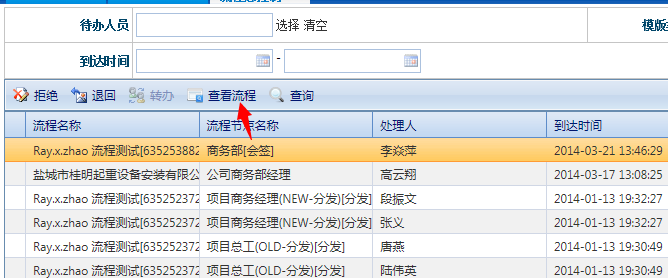 待办人员 选择 清空 模版
到达时间 -
拒绝 退回 转办 查看流程 查询
流程名称 流程节点名称 处理人 到达时间
Ray.x.zhao 流程测试[635253882 商务部[会签] 李焱萍 2014-03-21 13:46:29
盐城市桂明起重设备安装有限公 公司商务部经理 高云翔 2014-03-17 13:08:25
Ray.x.zhao 流程测试[635252372 项目商务经理(NEW-分发)[分发] 段振文 2014-01-13 19:32:27
Ray.x.zhao 流程测试[635252372 项目商务经理(NEW-分发)[分发] 张义 2014-01-13 19:32:27
Ray.x.zhao 流程测试[635252372 项目总工(OLD-分发)[分发] 唐燕 2014-01-13 19:30:49
Ray.x.zhao 流程测试[635252372 项目总工(OLD-分发)[分发] 陆伟英 2014-01-13 19:30:49